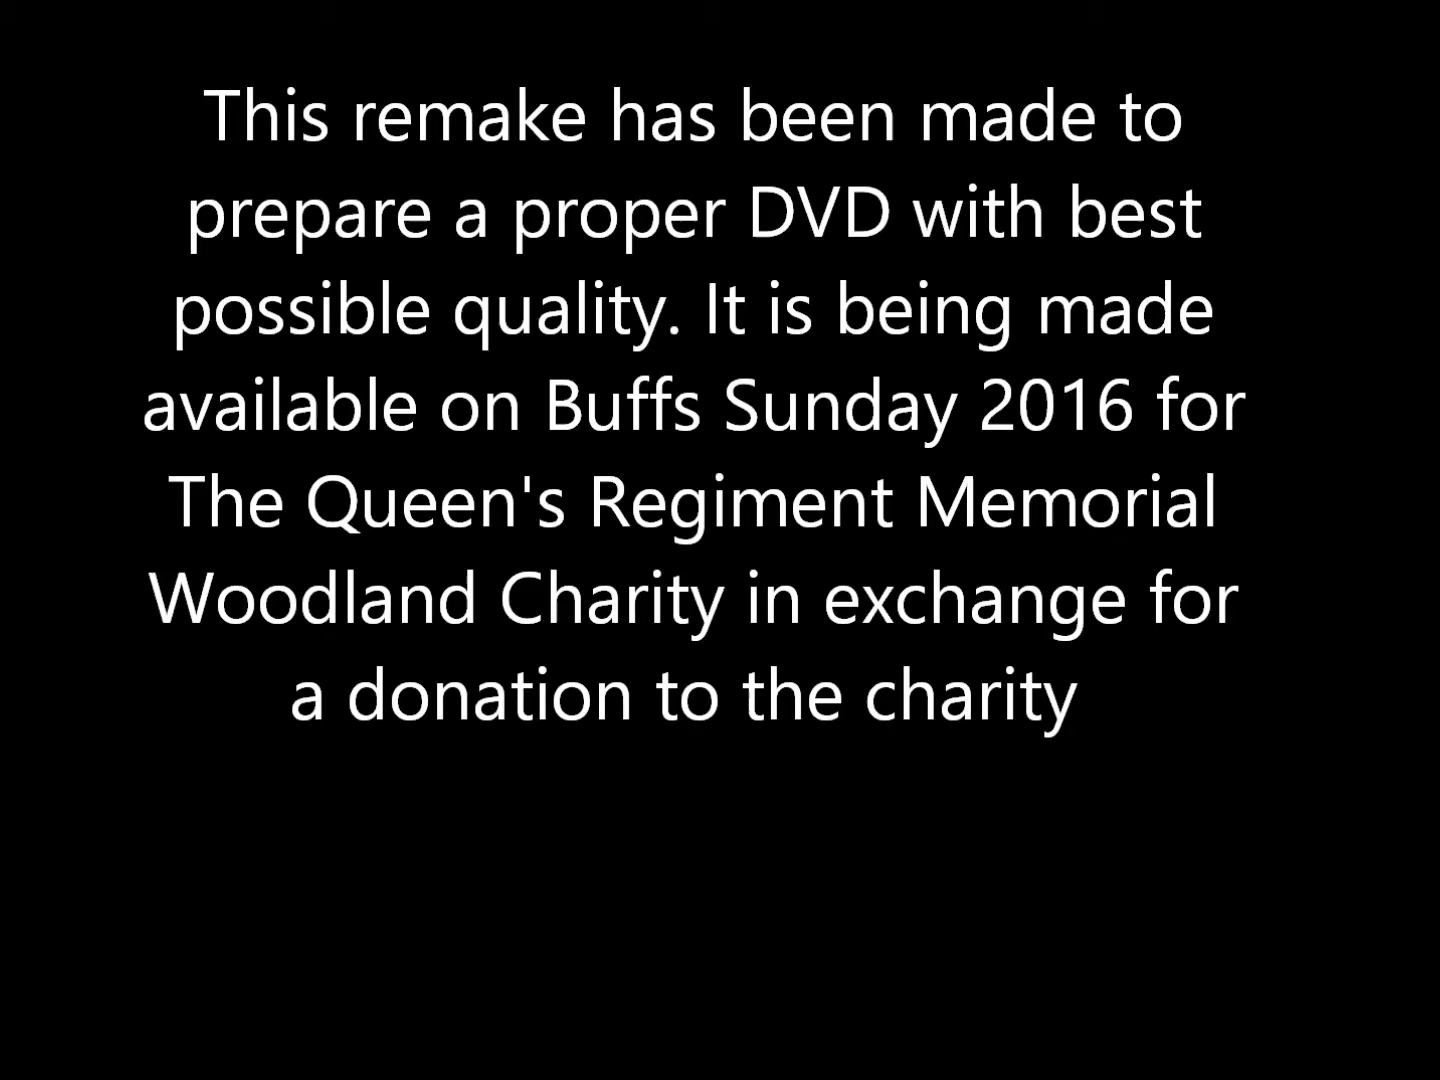 This remake has been made to
prepare a proper DVD with best
possible quality. It is being made
available on Buffs Sunday 2016 for
The Queen's Regiment Memorial
Woodland Charity in exchange for
a donation to the charity